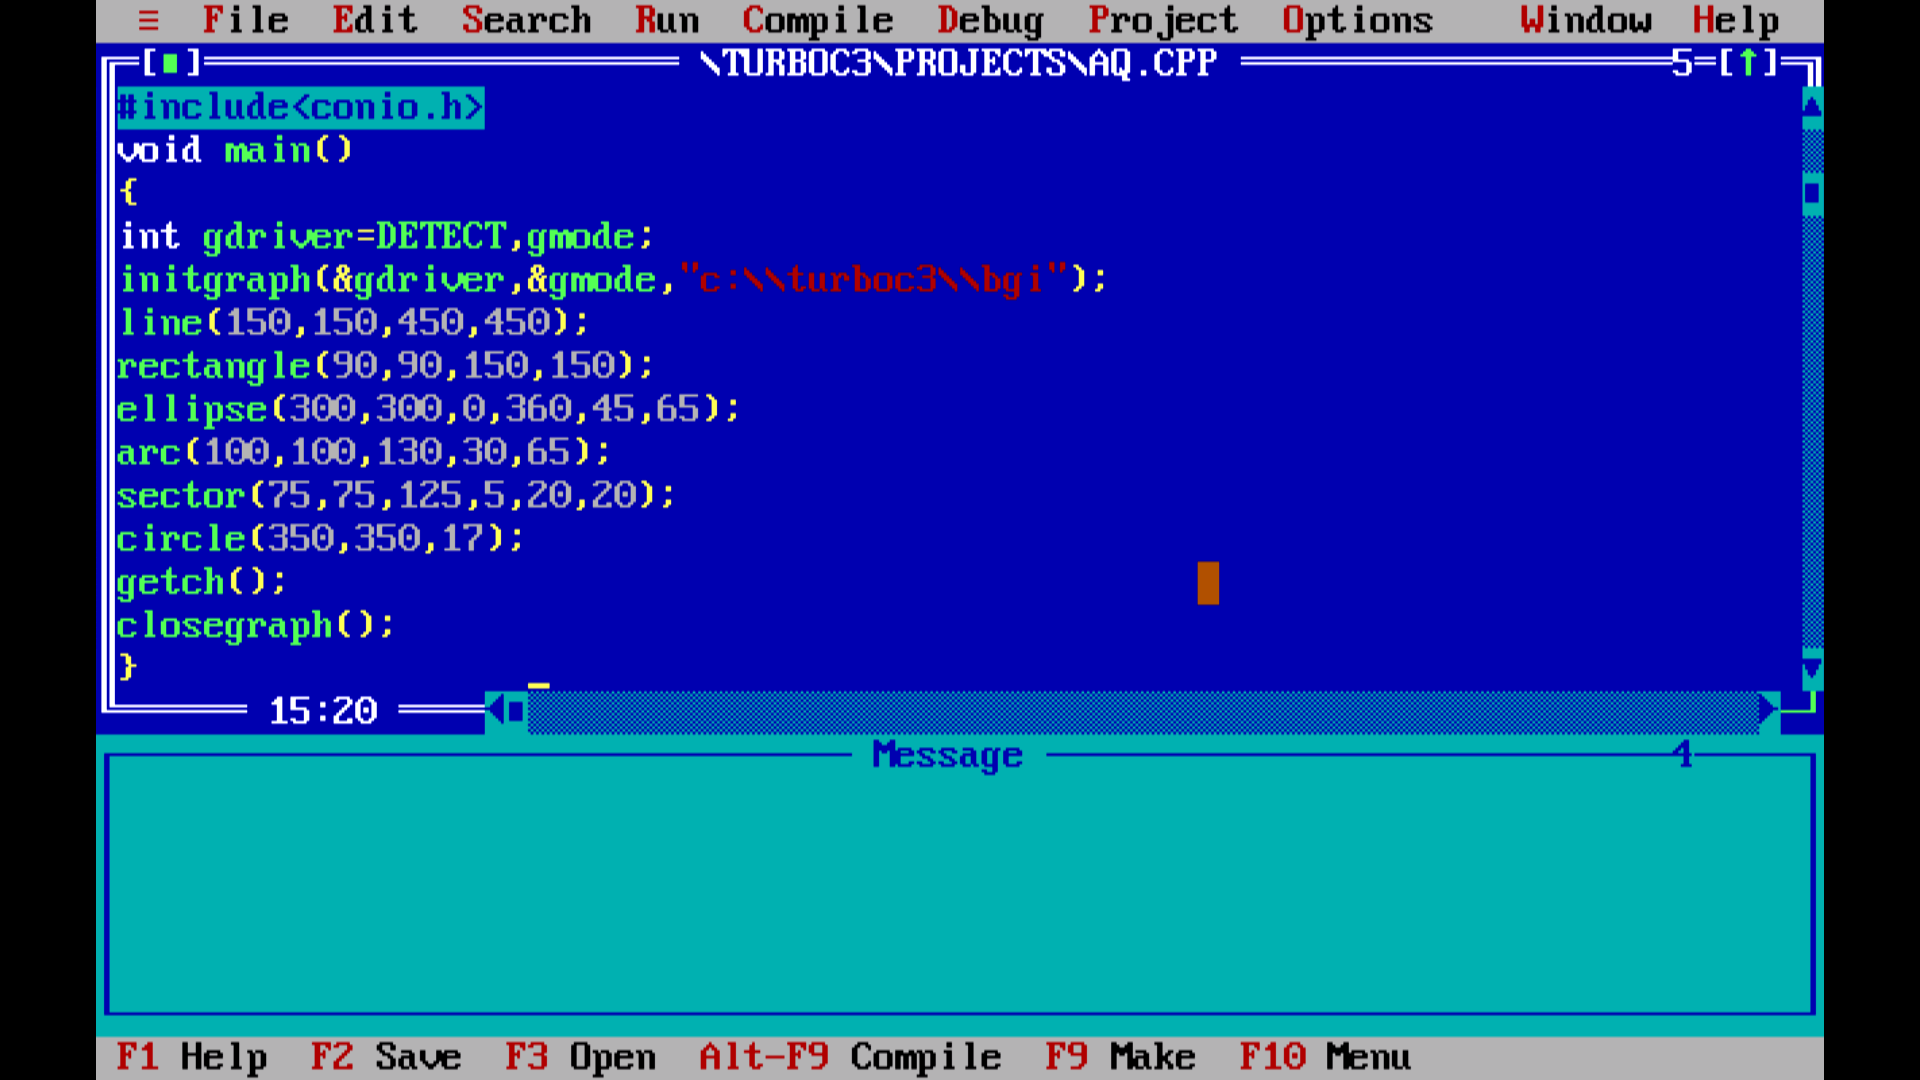 ≡ File Edit Search Run Compile Debug Project Options Window Help
[■] \TURBOC3\PROJECTS\AQ.CPP 5=[↑]
#include<conio.h>
void main()
{
int gdriver=DETECT,gmode;
initgraph(&gdriver,&gmode,"c:\\turboc3\\bgi");
line(150,150,450,450);
rectangle(90,90,150,150);
ellipse(300,300,0,360,45,65);
arc(100,100,130,30,65);
sector(75,75,125,5,20,20);
circle(350,350,17);
getch();
closegraph();
}
15:20
Message 4
F1 Help F2 Save F3 Open Alt-F9 Compile F9 Make F10 Menu